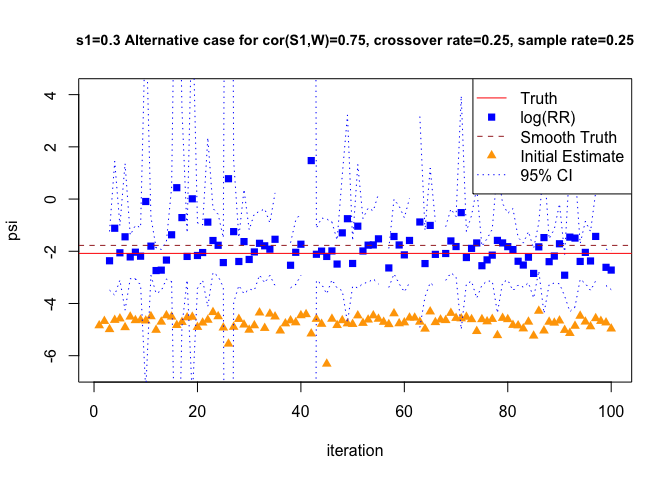 s1=0.3 Alternative case for cor(S1,W)=0.75, crossover rate=0.25, sample rate=0.25
Truth
log(RR)
Smooth Truth
Initial Estimate
95% CI
4
2
0
-2
-4
-6
psi
0 20 40 60 80 100
iteration